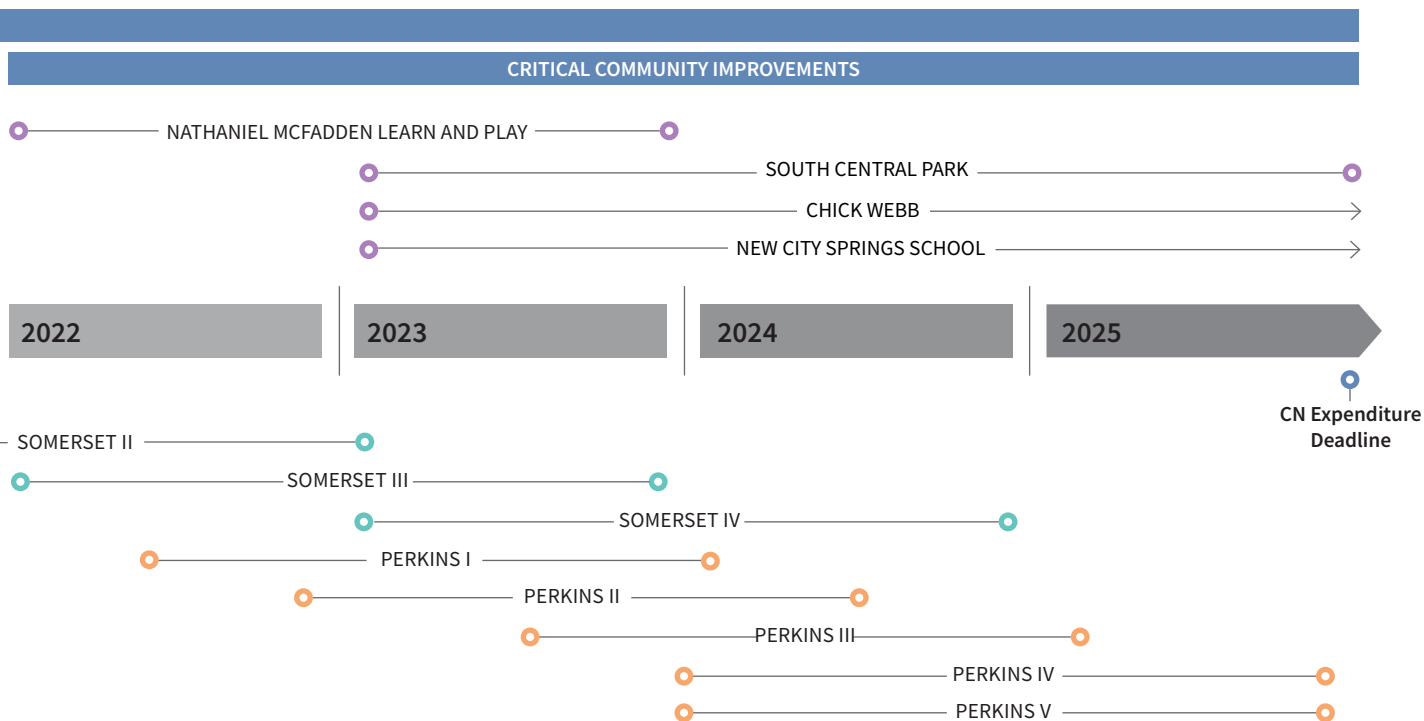 CRITICAL COMMUNITY IMPROVEMENTS
NATHANIEL MCFADDEN LEARN AND PLAY
SOUTH CENTRAL PARK
CHICK WEBB
NEW CITY SPRINGS SCHOOL
2022
2023
2024
2025
CN Expenditure
Deadline
SOMERSET II
SOMERSET III
SOMERSET IV
PERKINS I
PERKINS II
PERKINS III
PERKINS IV
PERKINS V